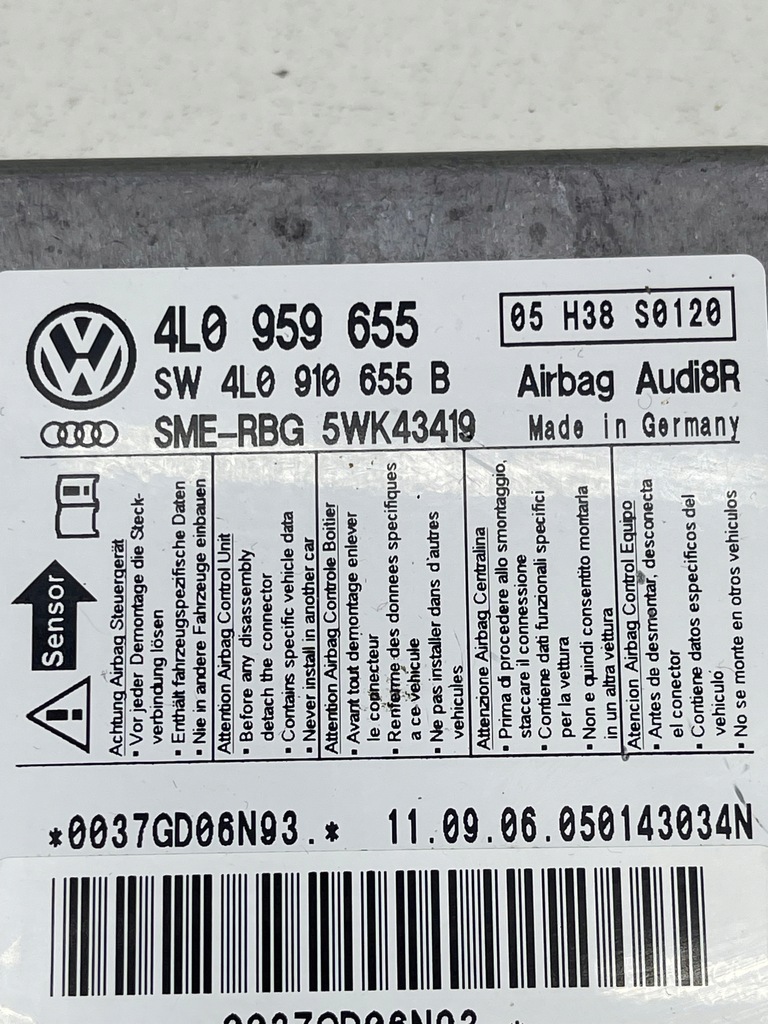 4L0 959 655
05 H38 S0120
SW 4L0 910 655 B
Airbag Audi8R
SME-RBG 5WK43419
Made in Germany
Sensor
Achtung Airbag Steuergerät
• Vor jeder Demontage die Steck-
verbindung lösen
• Enthält fahrzeugspezifische Daten
• Nie in andere Fahrzeuge einbauen
Attention Airbag Control Unit
• Before any disassembly
detach the connector
• Contains specific vehicle data
• Never install in another car
Attention Airbag Controle Boitier
• Avant tout demontage enlever
le connecteur
• Renferme des donnees specifiques
a ce vehicule
• Ne pas installer dans d'autres
vehicules
Attenzione Airbag Centralina
• Prima di procedere allo smontaggio,
staccare il connessione
• Contiene dati funzionali specifici
per la vettura
• Non e quindi consentito montarla
in un altra vettura
Atencion Airbag Control Equipo
• Antes de desmontar, desconecta
el conector
• Contiene datos específicos del
vehículo
• No se monte en otros vehiculos
*0037GD06N93.*
11.09.06.050143034N
0037GD06N93.*